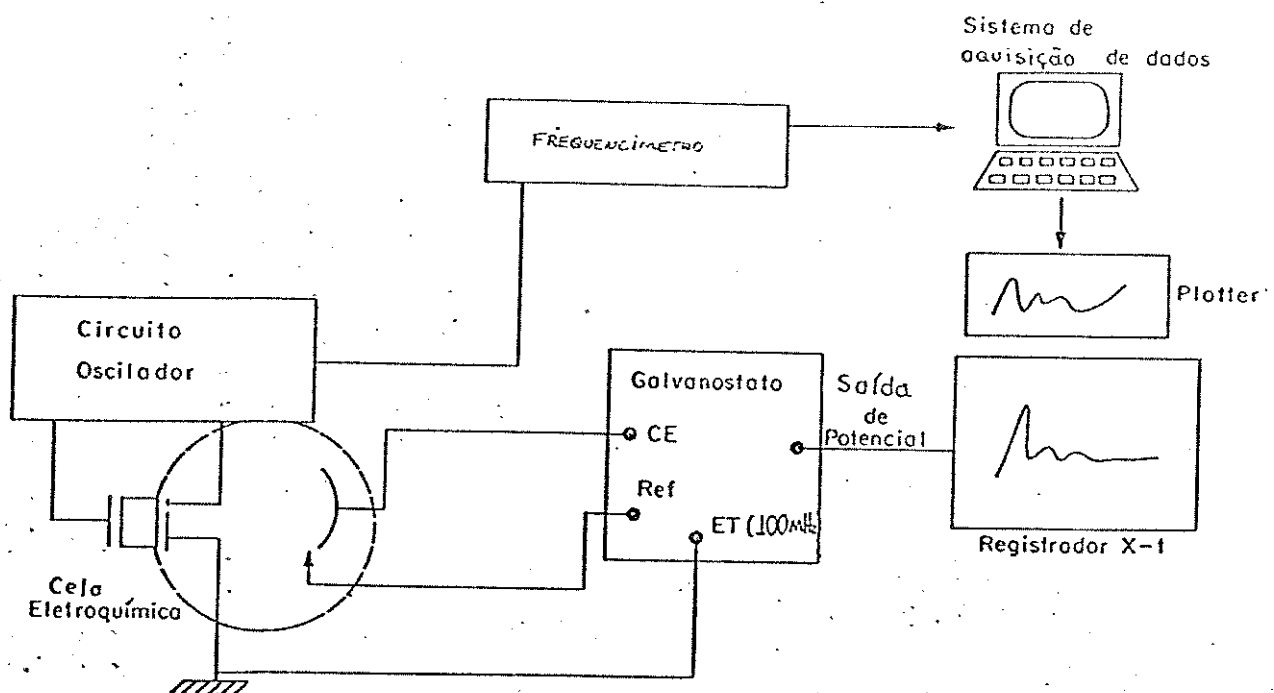 Sistema de
aquisição de dados
FREQUENCIMETRO
Plotter
Circuito
Oscilador
Galvanostato
Saída
de
Potencial
CE
Ref
ET (100mHz
Registrador X-t
Cela
Eletroquímica